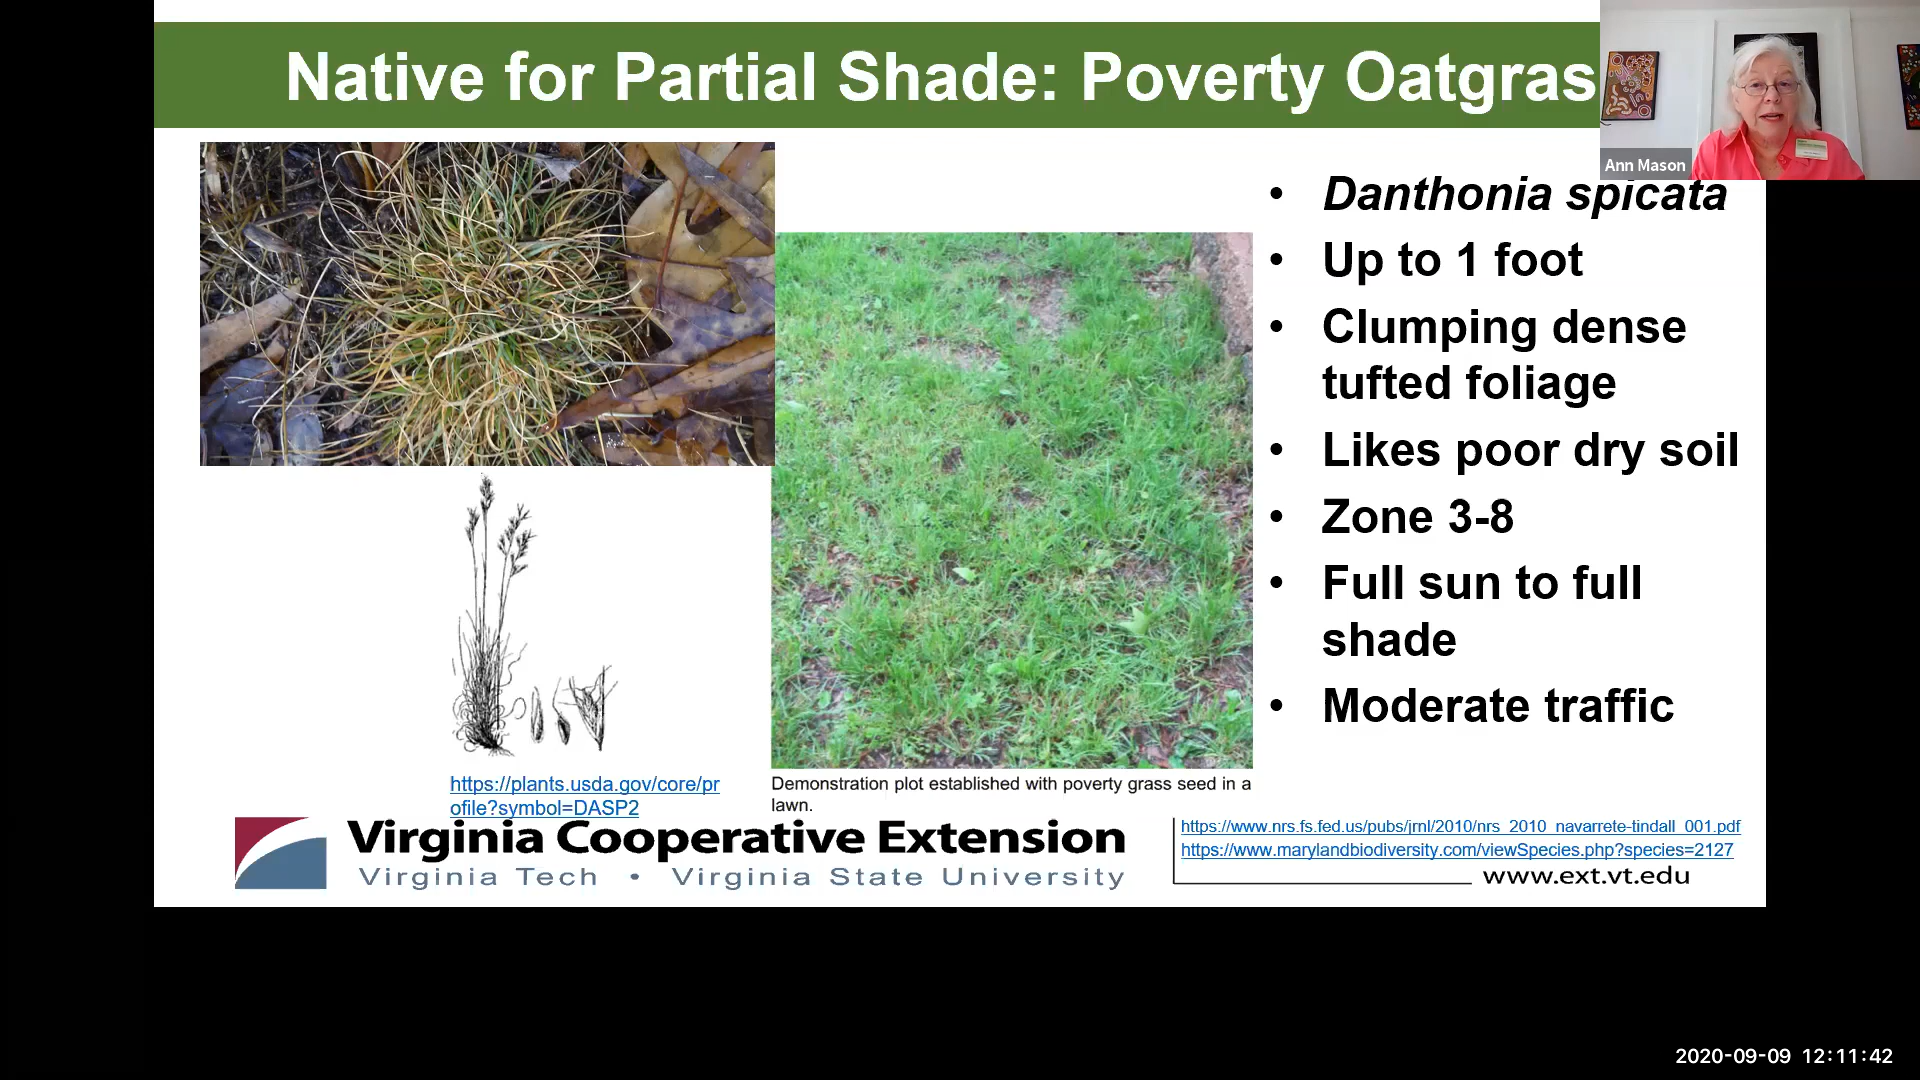 Native for Partial Shade: Poverty Oatgras
Ann Mason
• Danthonia spicata
• Up to 1 foot
• Clumping dense
tufted foliage
• Likes poor dry soil
• Zone 3-8
• Full sun to full
shade
• Moderate traffic
https://plants.usda.gov/core/pr
ofile?symbol=DASP2
Demonstration plot established with poverty grass seed in a
lawn.
Virginia Cooperative Extension
Virginia Tech • Virginia State University
https://www.nrs.fs.fed.us/pubs/jrnl/2010/nrs_2010_navarrete-tindall_001.pdf
https://www.marylandbiodiversity.com/viewSpecies.php?species=2127
www.ext.vt.edu
2020-09-09 12:11:42